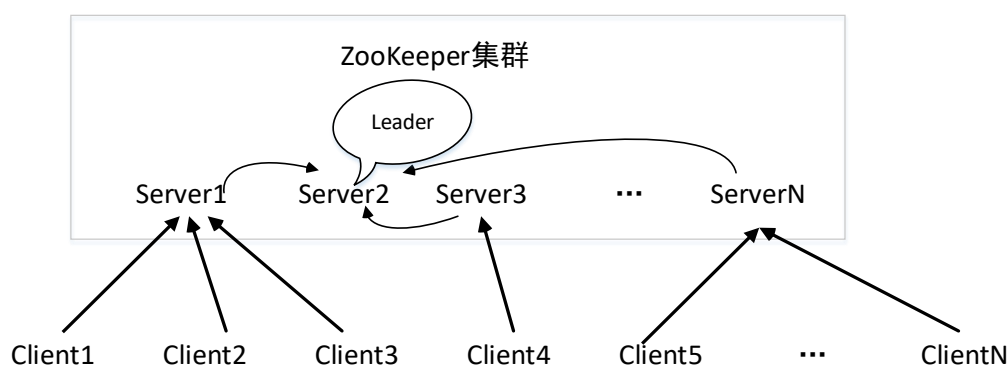 ZooKeeper集群
Leader
Server1 Server2 Server3 ... ServerN
Client1 Client2 Client3 Client4 Client5 ... ClientN